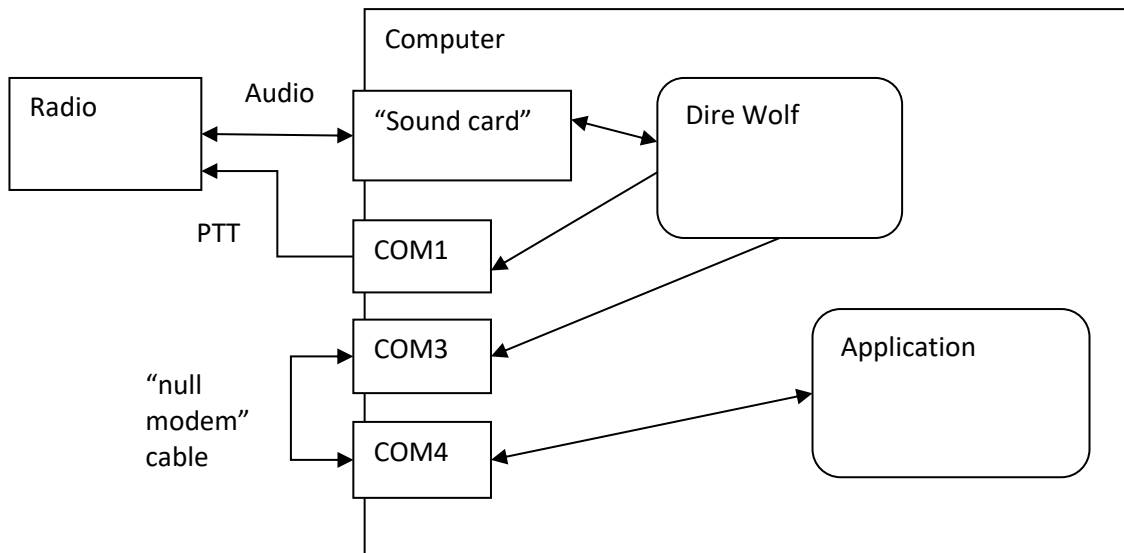 Computer
Radio
Audio
“Sound card”
Dire Wolf
PTT
COM1
COM3
Application
“null
modem”
cable
COM4